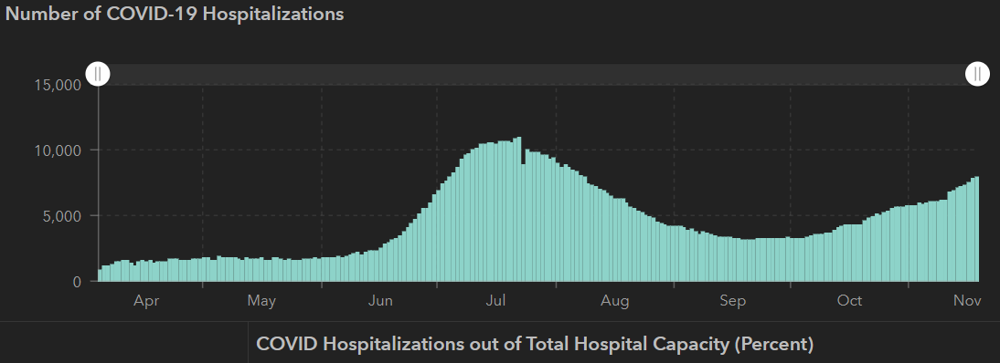 Number of COVID-19 Hospitalizations
15,000
10,000
5,000
0
Apr May Jun Jul Aug Sep Oct Nov
COVID Hospitalizations out of Total Hospital Capacity (Percent)